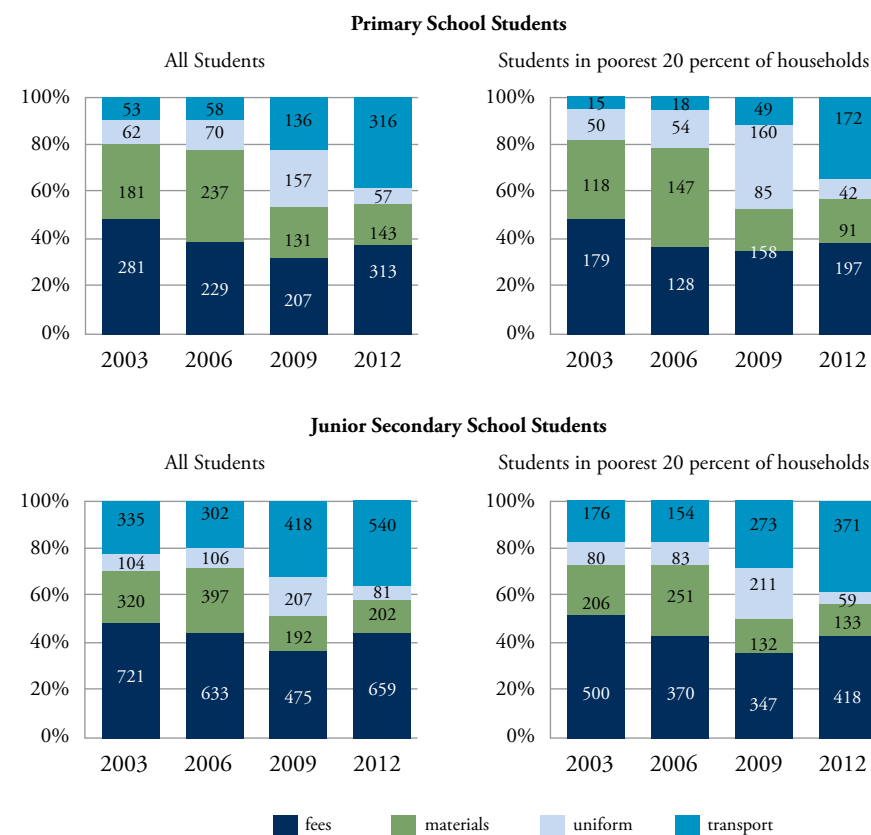 Primary School Students
All Students
Students in poorest 20 percent of households
100%
80%
60%
40%
20%
0%
53 58 136 316
62 70 157 57
181 237 131 143
281 229 207 313
2003 2006 2009 2012
100%
80%
60%
40%
20%
0%
15 18 49 172
50 54 160 42
118 147 85 91
179 128 158 197
2003 2006 2009 2012
Junior Secondary School Students
All Students
Students in poorest 20 percent of households
100%
80%
60%
40%
20%
0%
335 302 418 540
104 106 207 81
320 397 192 202
721 633 475 659
2003 2006 2009 2012
100%
80%
60%
40%
20%
0%
176 154 273 371
80 83 211 59
206 251 132 133
500 370 347 418
2003 2006 2009 2012
fees materials uniform transport